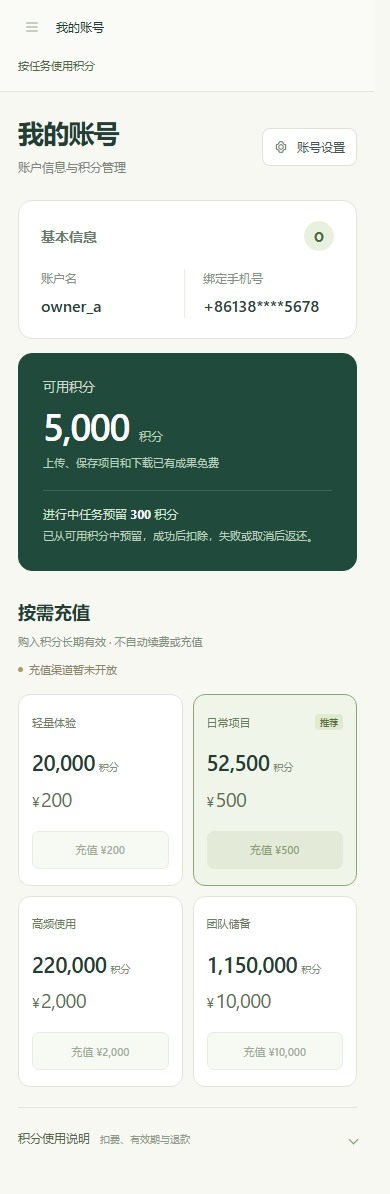 我的账号
按任务使用积分
我的账号
账户信息与积分管理
账号设置
基本信息
O
账户名
绑定手机号
owner_a
+86138****5678
可用积分
5,000 积分
上传、保存项目和下载已有成果免费
进行中任务预留 300 积分
已从可用积分中预留，成功后扣除，失败或取消后返还。
按需充值
购入积分长期有效 · 不自动续费或充值
充值渠道暂未开放
轻量体验
20,000 积分
¥200
充值 ¥200
日常项目
推荐
52,500 积分
¥500
充值 ¥500
高频使用
220,000 积分
¥2,000
充值 ¥2,000
团队储备
1,150,000 积分
¥10,000
充值 ¥10,000
积分使用说明 扣费、有效期与退款